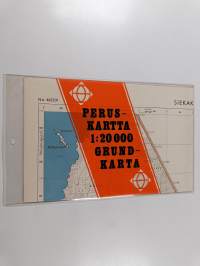 SIEKAK
PERUS-
KARTTA
1:20 000
GRUND-
KARTA